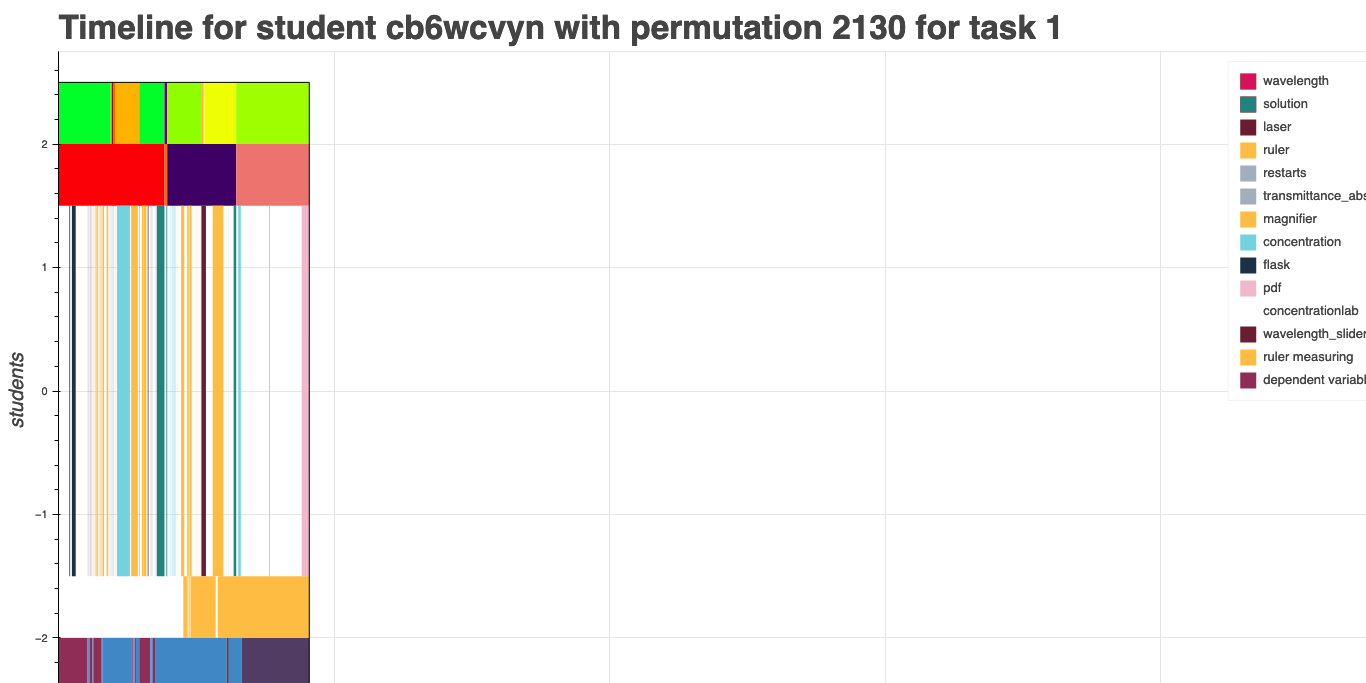 Timeline for student cb6wcvyn with permutation 2130 for task 1
wavelength
solution
laser
ruler
restarts
transmittance_abs
magnifier
concentration
flask
pdf
concentrationlab
wavelength_slider
ruler measuring
dependent variabl
2
1
0
−1
−2
students